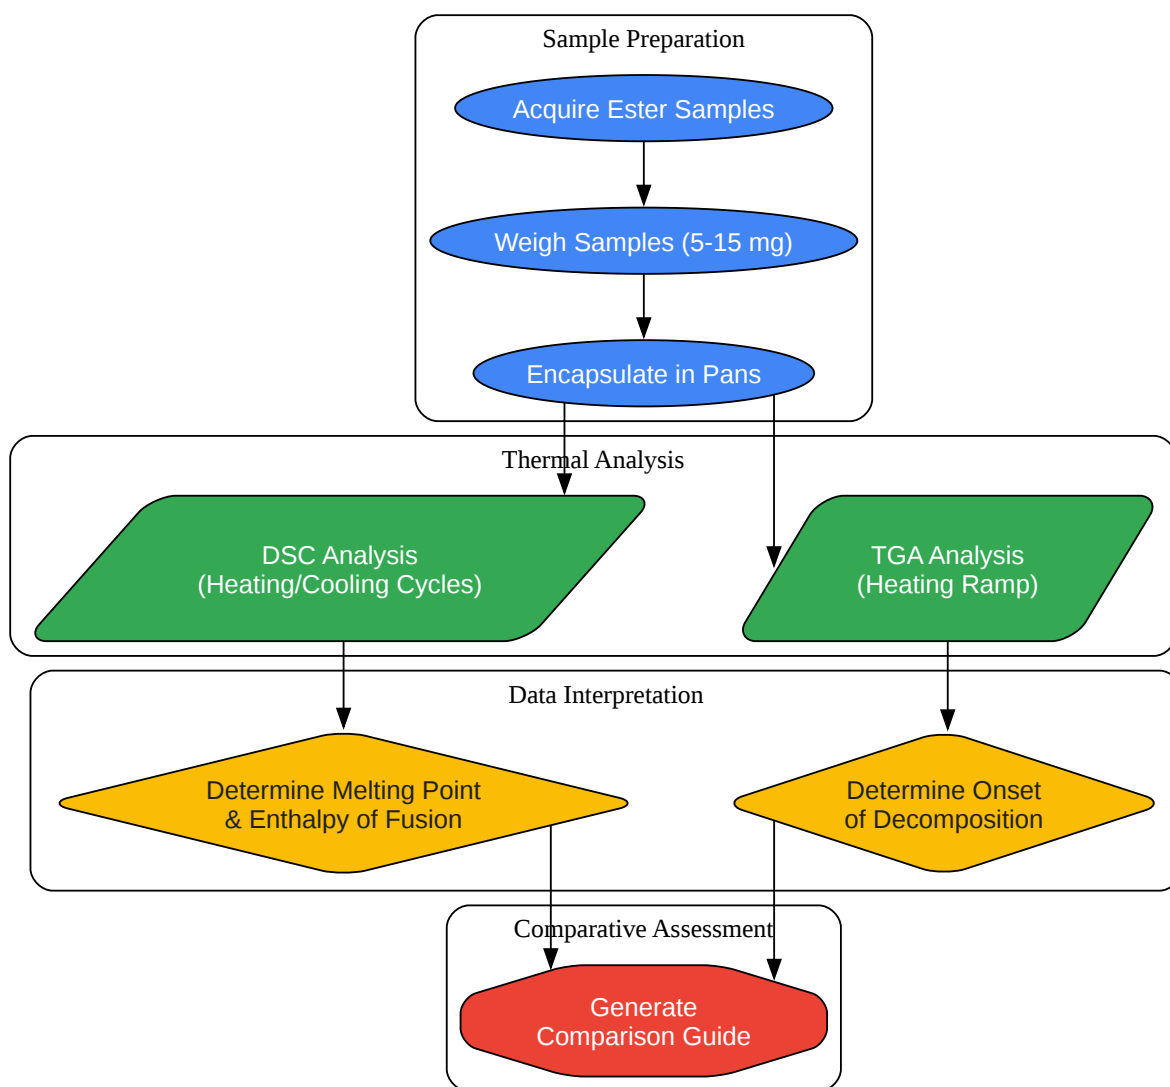 Sample Preparation
Acquire Ester Samples
Weigh Samples (5-15 mg)
Encapsulate in Pans
Thermal Analysis
DSC Analysis
(Heating/Cooling Cycles)
TGA Analysis
(Heating Ramp)
Data Interpretation
Determine Melting Point
& Enthalpy of Fusion
Determine Onset
of Decomposition
Comparative Assessment
Generate
Comparison Guide